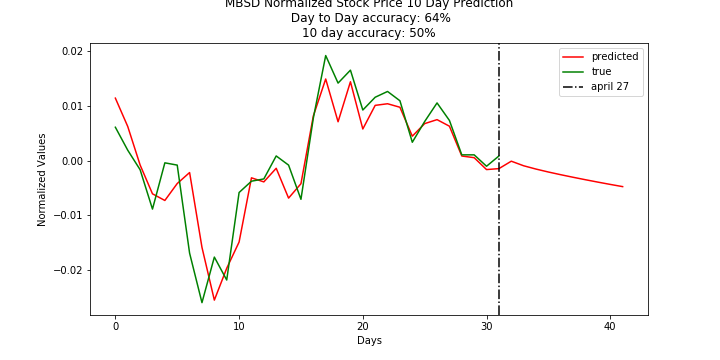 MBSD Normalized Stock Price 10 Day Prediction
Day to Day accuracy: 64%
10 day accuracy: 50%
0.02
0.01
0.00
−0.01
−0.02
Normalized Values
predicted
true
april 27
0
10
20
30
40
Days